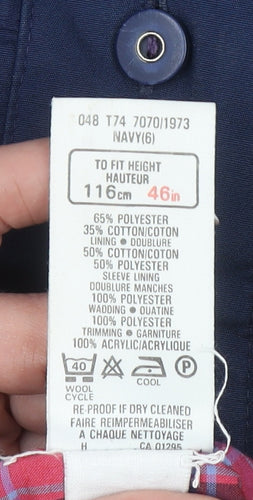 048 T74 7070/1973
NAVY(6)
TO FIT HEIGHT
HAUTEUR
116cm 46in
65% POLYESTER
35% COTTON/COTON
LINING ● DOUBLURE
50% COTTON/COTON
50% POLYESTER
SLEEVE LINING
DOUBLURE MANCHES
100% POLYESTER
WADDING ● OUATINE
100% POLYESTER
TRIMMING ● GARNITURE
100% ACRYLIC/ACRYLIQUE
40 P
WOOL COOL
CYCLE
RE-PROOF IF DRY CLEANED
FAIRE REIMPERMEABILISER
A CHAQUE NETTOYAGE
H CA 01295